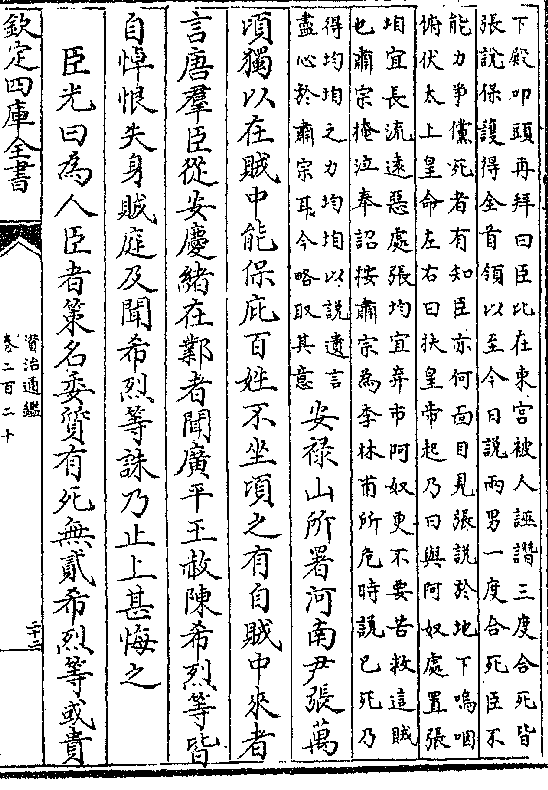 下殿叩頭再拜曰臣比在東宮被人誣譖三度合死皆
張說保護得全首領以至今日說兩男一度合死臣不
能力爭儻死者有知臣亦何面目見張說於地下嗚咽
俯伏太上皇命左右曰扶皇帝起乃曰與阿奴處置張
垍宜長流遠惡處張均宜弃市阿奴更不要苦救這賊
也肅宗掩泣奉詔按肅宗為李林甫所危時說已死乃
得均垍之力均垍以說遺言
盡心於肅宗耳今略取其意
安禄山所署河南尹張萬
頃獨以在賊中能保庇百姓不坐頃之有自賊中來者
言唐羣臣從安慶緒在鄴者聞廣平王赦陳希烈等皆
自悼恨失身賊庭及聞希烈等誅乃止上甚悔之
臣光曰為人臣者策名委質有死無貳希烈等或貴
欽定四庫全書
資治通鑑
卷二百二十
二十二